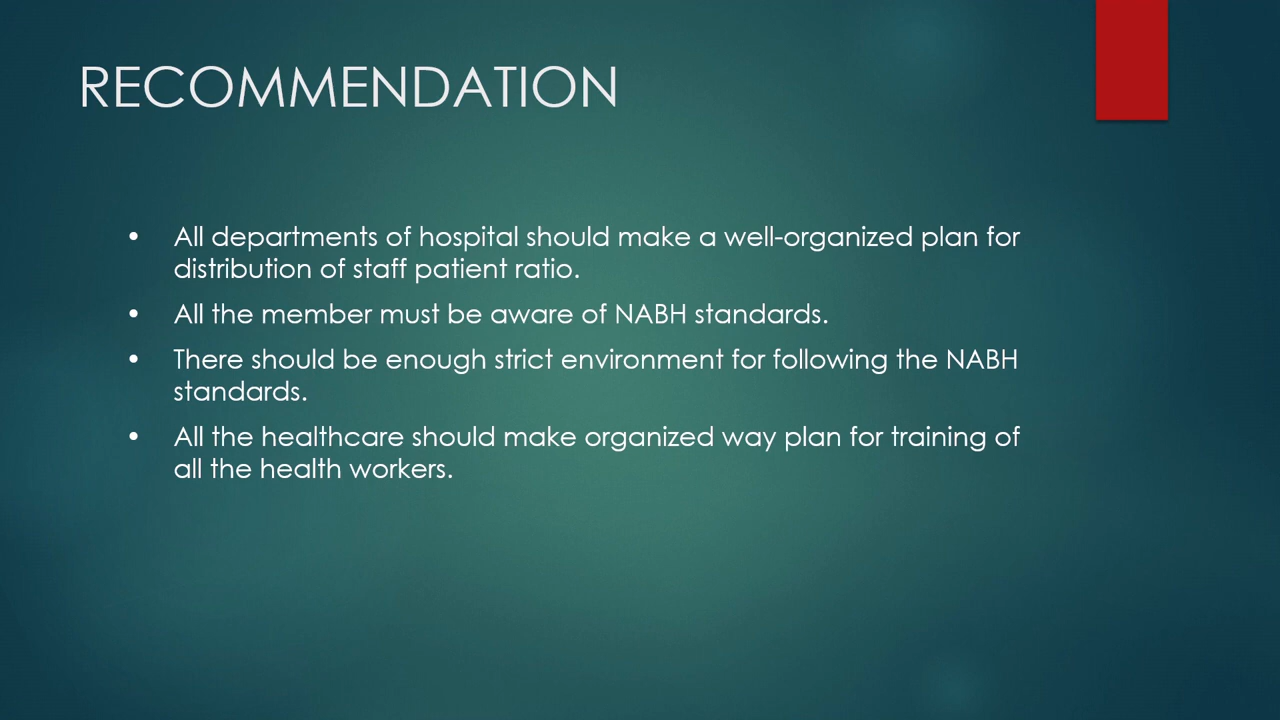 RECOMMENDATION
• All departments of hospital should make a well-organized plan for
distribution of staff patient ratio.
• All the member must be aware of NABH standards.
• There should be enough strict environment for following the NABH
standards.
• All the healthcare should make organized way plan for training of
all the health workers.